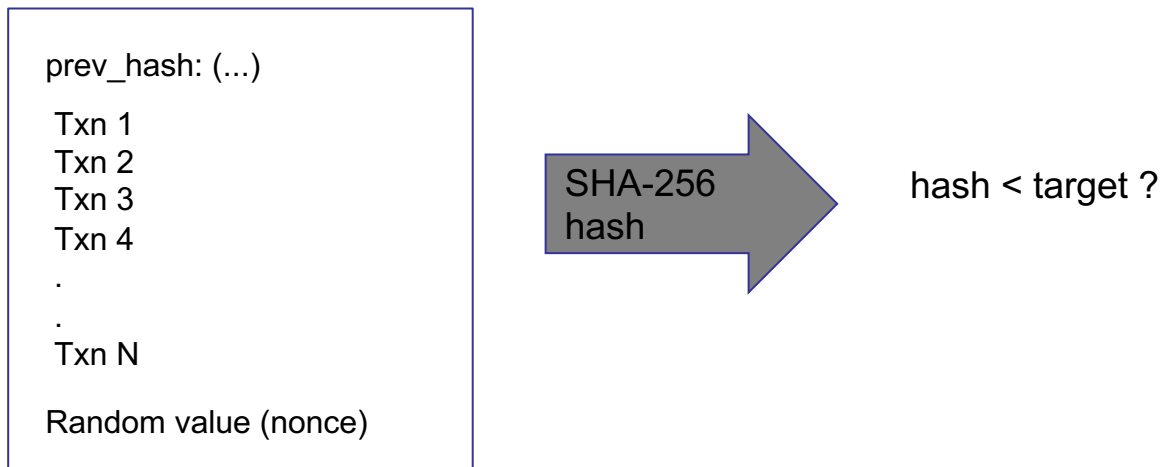 prev_hash: (...)
Txn 1
Txn 2
Txn 3
Txn 4
.
.
Txn N
Random value (nonce)
SHA-256
hash
hash < target ?